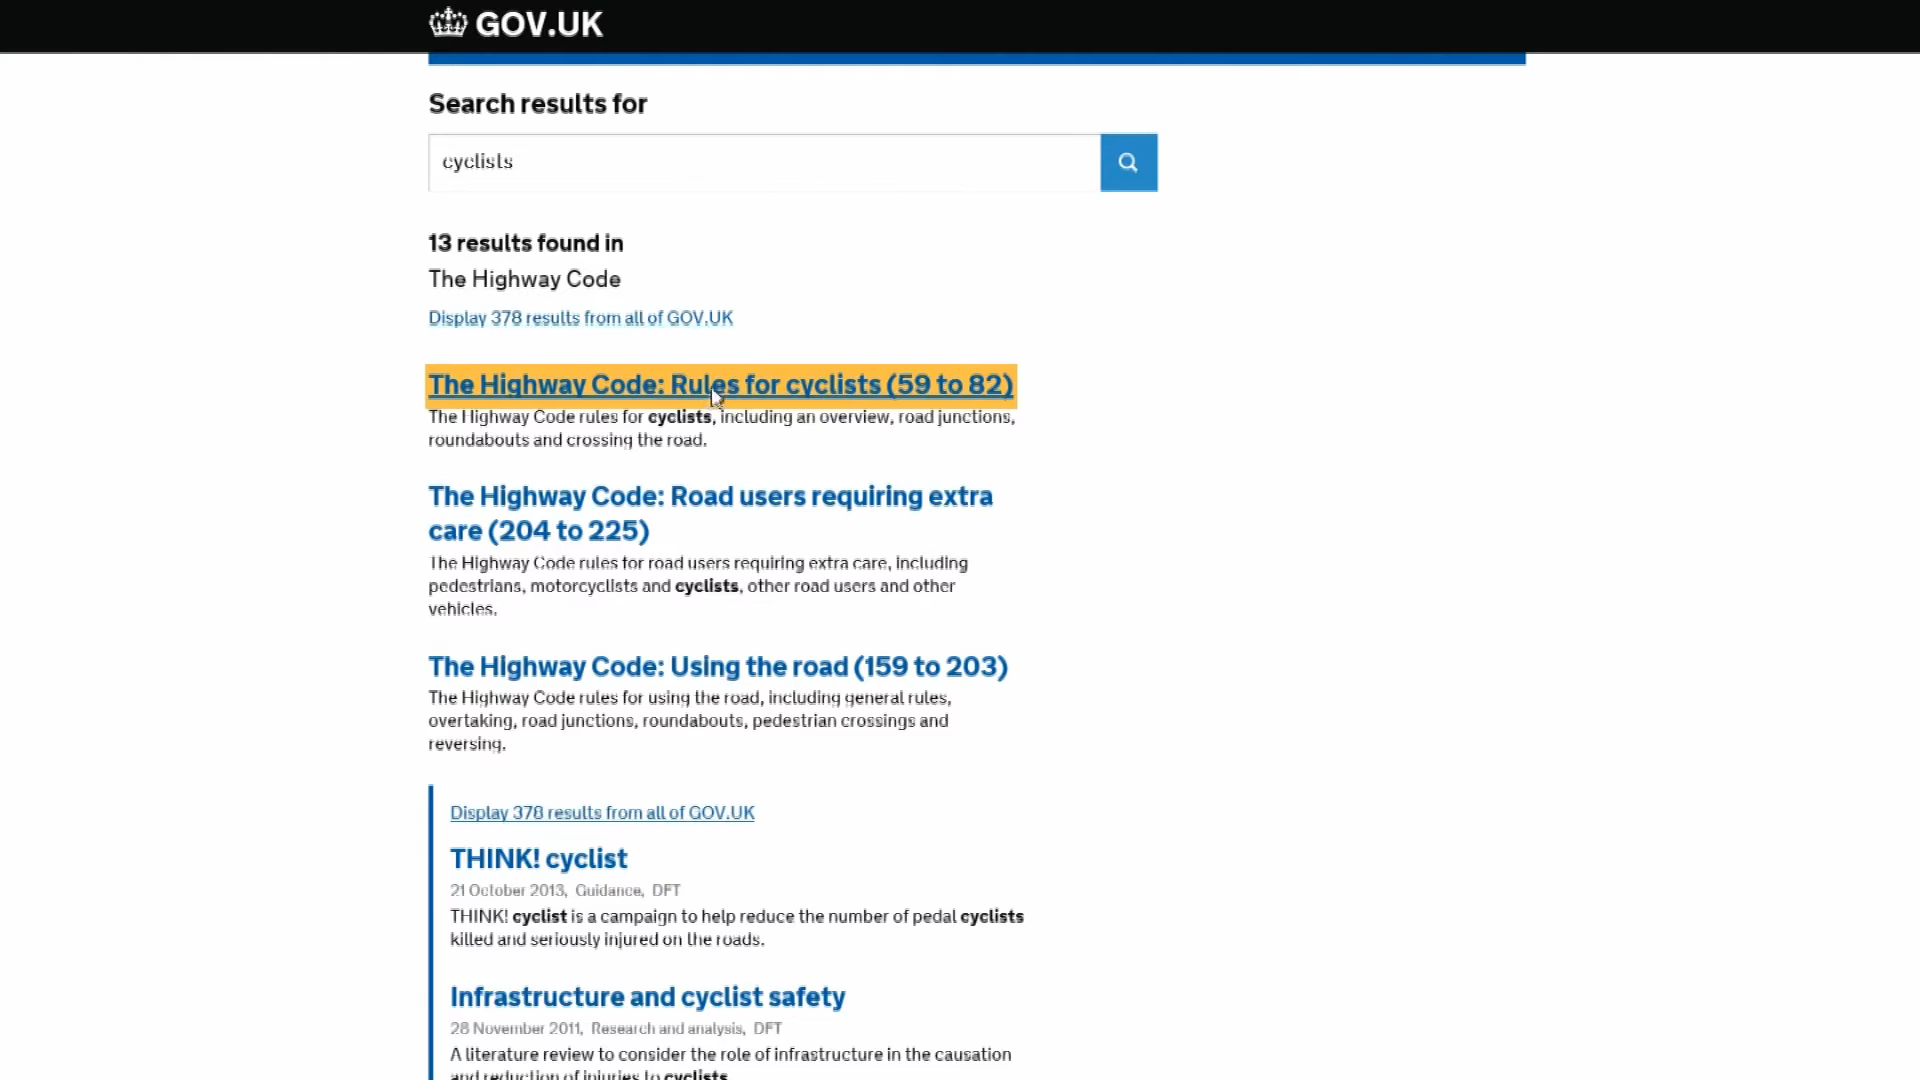 GOV.UK
Search results for
cyclists
13 results found in
The Highway Code
Display 378 results from all of GOV.UK
The Highway Code: Rules for cyclists (59 to 82)
The Highway Code rules for cyclists, including an overview, road junctions,
roundabouts and crossing the road.
The Highway Code: Road users requiring extra
care (204 to 225)
The Highway Code rules for road users requiring extra care, including
pedestrians, motorcyclists and cyclists, other road users and other
vehicles.
The Highway Code: Using the road (159 to 203)
The Highway Code rules for using the road, including general rules,
overtaking, road junctions, roundabouts, pedestrian crossings and
reversing.
Display 378 results from all of GOV.UK
THINK! cyclist
21 October 2013, Guidance, DFT
THINK! cyclist is a campaign to help reduce the number of pedal cyclists
killed and seriously injured on the roads.
Infrastructure and cyclist safety
28 November 2011, Research and analysis, DFT
A literature review to consider the role of infrastructure in the causation
and reduction of injuries to cyclists.